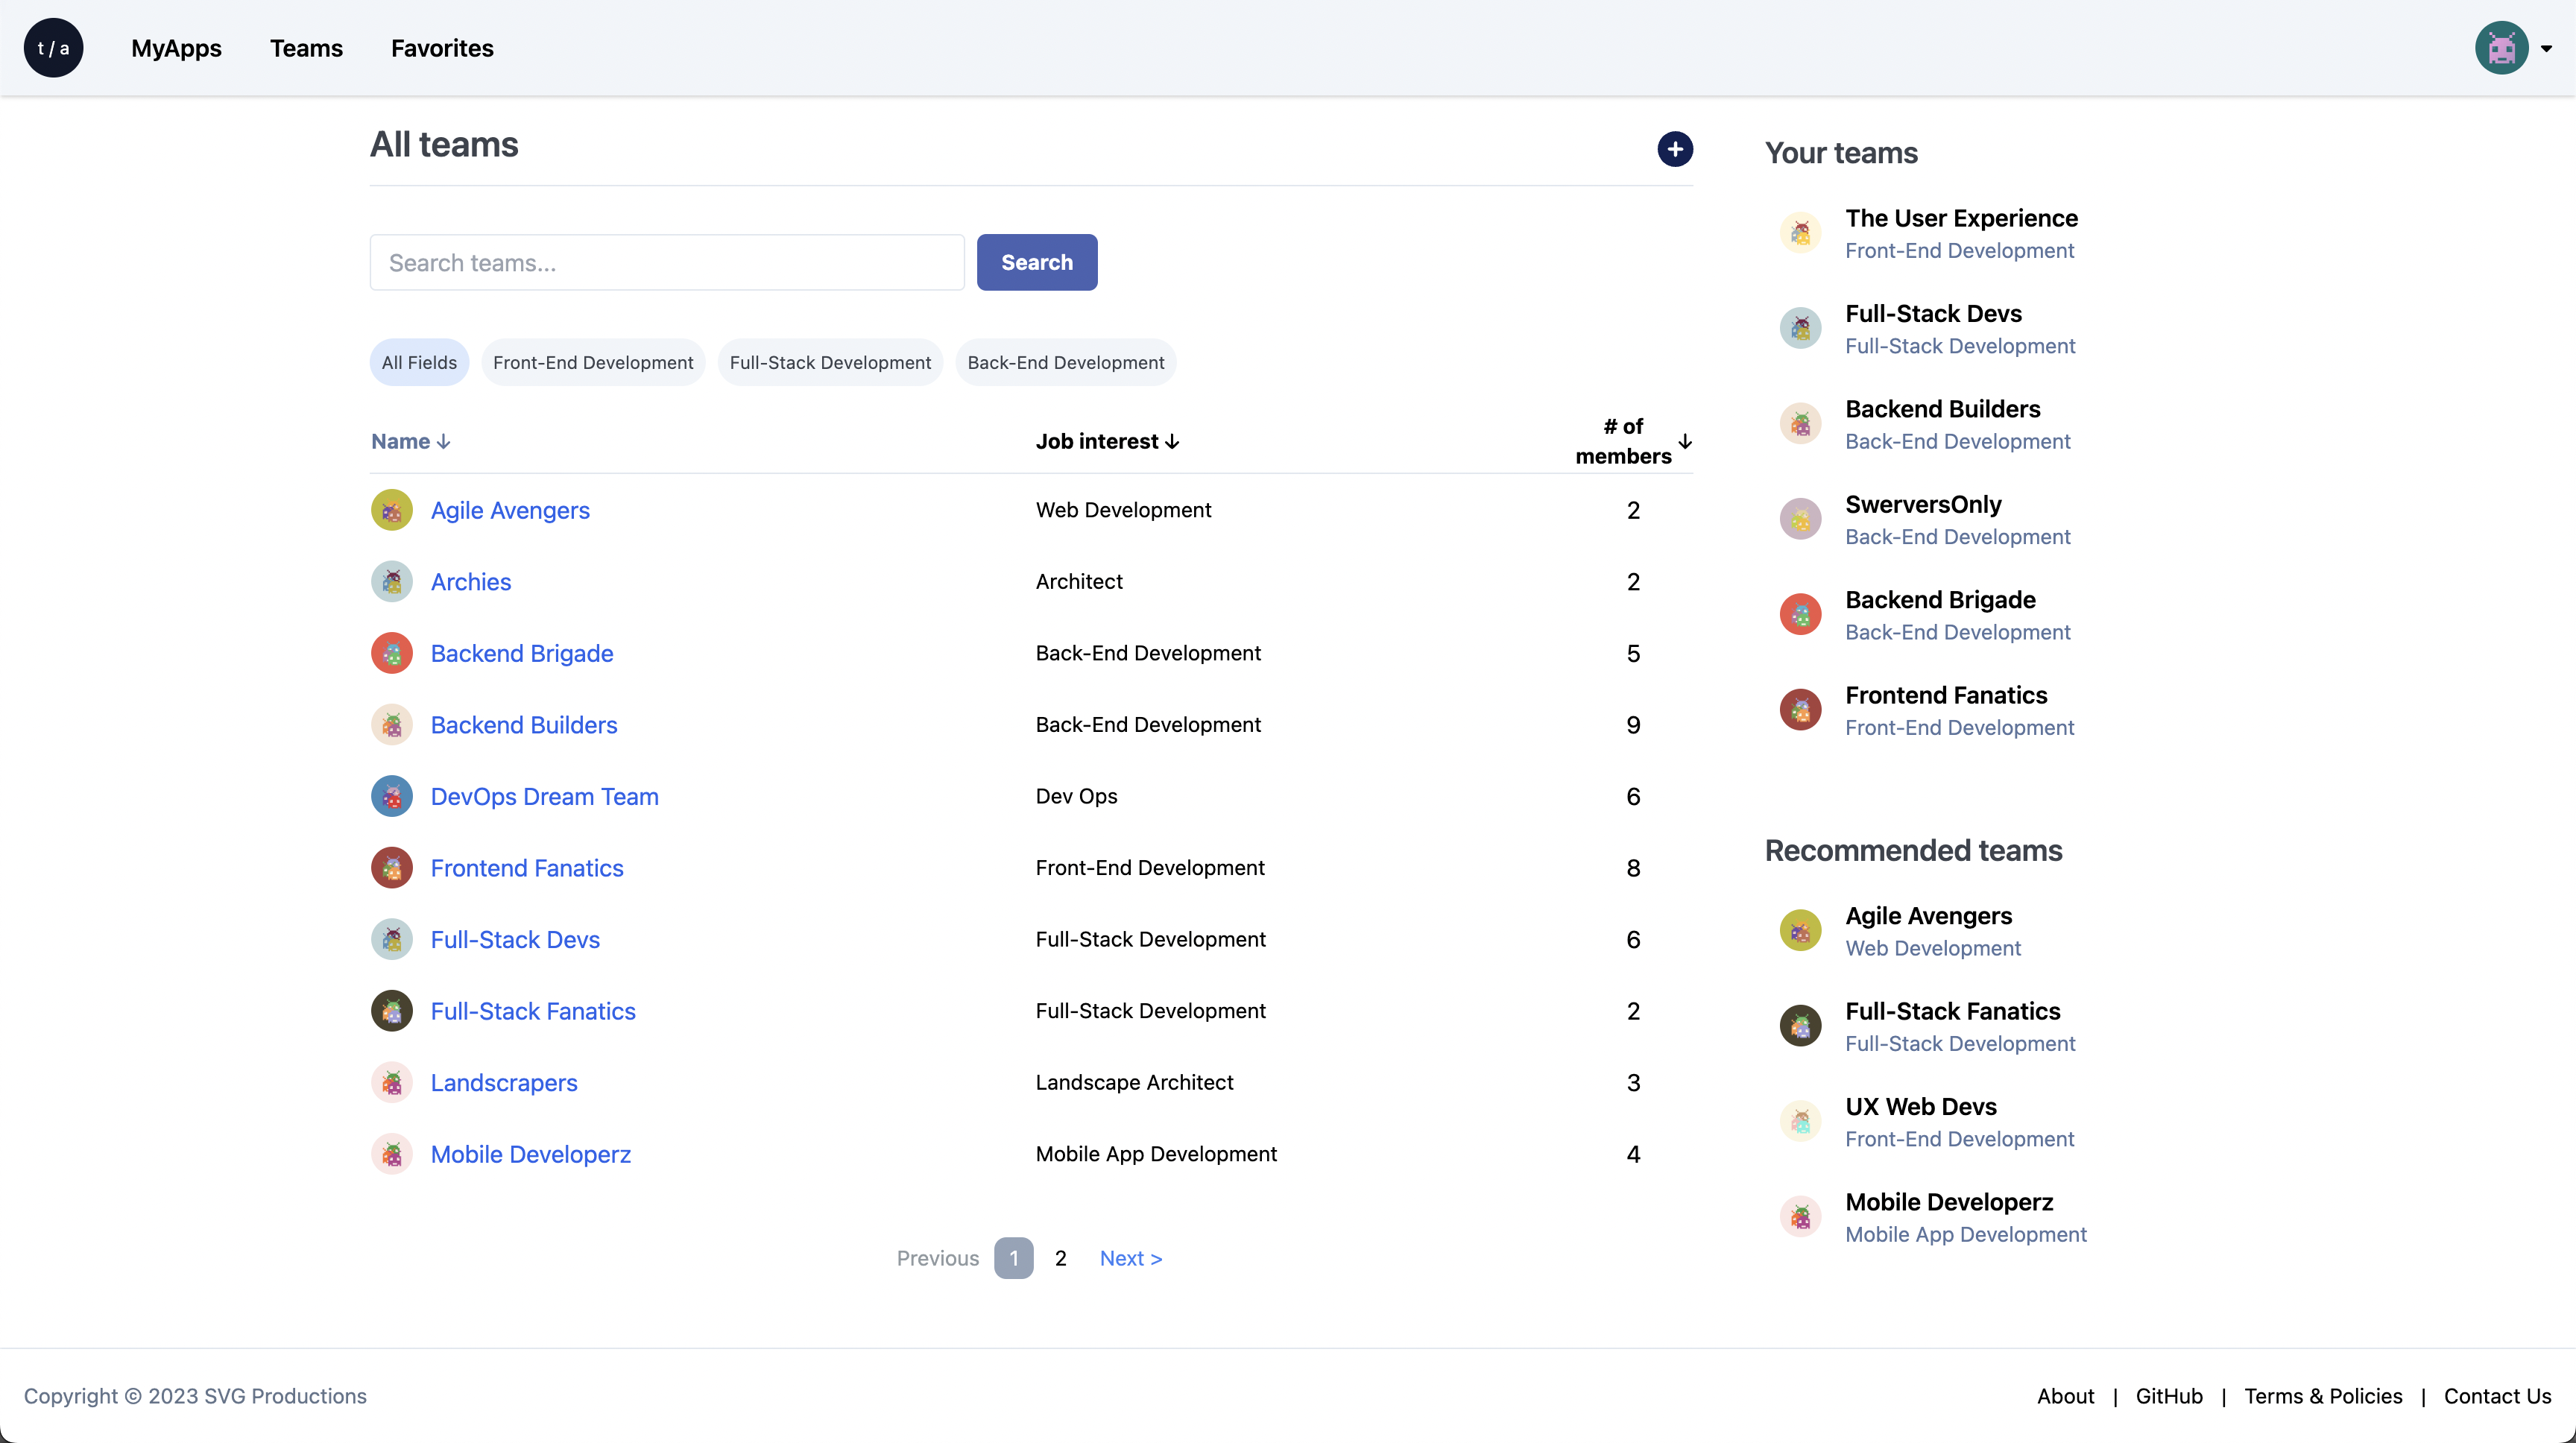 t / a
MyApps
Teams
Favorites
All teams
+
Search teams...
Search
All Fields
Front-End Development
Full-Stack Development
Back-End Development
Name ↓
Job interest ↓
# of
members ↓
Agile Avengers Web Development 2
Archies Architect 2
Backend Brigade Back-End Development 5
Backend Builders Back-End Development 9
DevOps Dream Team Dev Ops 6
Frontend Fanatics Front-End Development 8
Full-Stack Devs Full-Stack Development 6
Full-Stack Fanatics Full-Stack Development 2
Landscrapers Landscape Architect 3
Mobile Developerz Mobile App Development 4
Previous 1 2 Next >
Your teams
The User Experience
Front-End Development
Full-Stack Devs
Full-Stack Development
Backend Builders
Back-End Development
SwerversOnly
Back-End Development
Backend Brigade
Back-End Development
Frontend Fanatics
Front-End Development
Recommended teams
Agile Avengers
Web Development
Full-Stack Fanatics
Full-Stack Development
UX Web Devs
Front-End Development
Mobile Developerz
Mobile App Development
Copyright © 2023 SVG Productions
About | GitHub | Terms & Policies | Contact Us